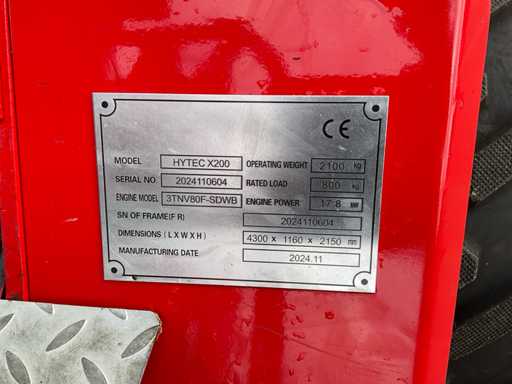 CE
MODEL HYTEC X200 OPERATING WEIGHT 2100 kg
SERIAL NO. 2024110604 RATED LOAD 800 kg
ENGINE MODEL 3TNV80F-SDWB ENGINE POWER 17.8 kW
SN OF FRAME(F R) 2024110604
DIMENSIONS (L X W X H) 4300 × 1160 × 2150 mm
MANUFACTURING DATE 2024.11